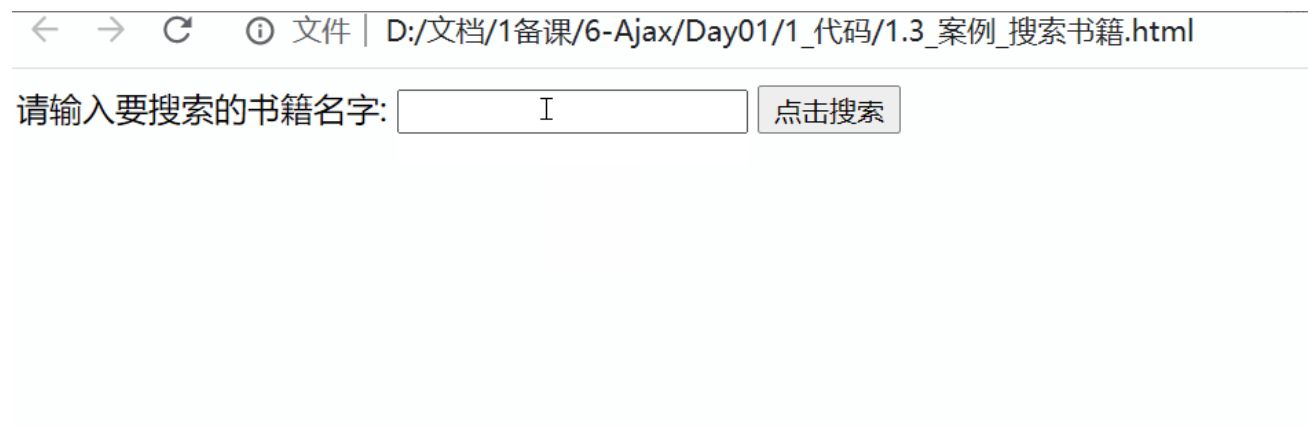 文件 | D:/文档/1备课/6-Ajax/Day01/1_代码/1.3_案例_搜索书籍.html
请输入要搜索的书籍名字: 点击搜索